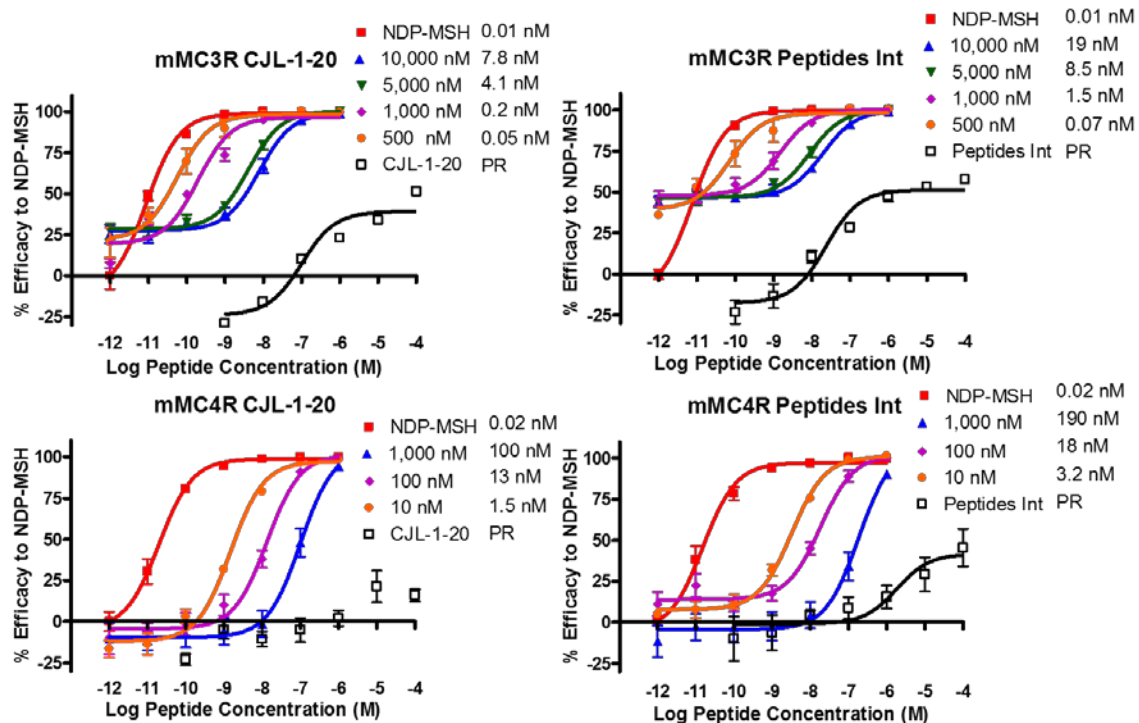 mMC3R CJL-1-20
NDP-MSH 0.01 nM
10,000 nM 7.8 nM
5,000 nM 4.1 nM
1,000 nM 0.2 nM
500 nM 0.05 nM
CJL-1-20 PR
% Efficacy to NDP-MSH
100
75
50
25
0
-25
-12 -11 -10 -9 -8 -7 -6 -5 -4
Log Peptide Concentration (M)
mMC3R Peptides Int
NDP-MSH 0.01 nM
10,000 nM 19 nM
5,000 nM 8.5 nM
1,000 nM 1.5 nM
500 nM 0.07 nM
Peptides Int PR
% Efficacy to NDP-MSH
100
75
50
25
0
-25
-12 -11 -10 -9 -8 -7 -6 -5 -4
Log Peptide Concentration (M)
mMC4R CJL-1-20
NDP-MSH 0.02 nM
1,000 nM 100 nM
100 nM 13 nM
10 nM 1.5 nM
CJL-1-20 PR
% Efficacy to NDP-MSH
100
75
50
25
0
-25
-12 -11 -10 -9 -8 -7 -6 -5 -4
Log Peptide Concentration (M)
mMC4R Peptides Int
NDP-MSH 0.02 nM
1,000 nM 190 nM
100 nM 18 nM
10 nM 3.2 nM
Peptides Int PR
% Efficacy to NDP-MSH
100
75
50
25
0
-25
-12 -11 -10 -9 -8 -7 -6 -5 -4
Log Peptide Concentration (M)